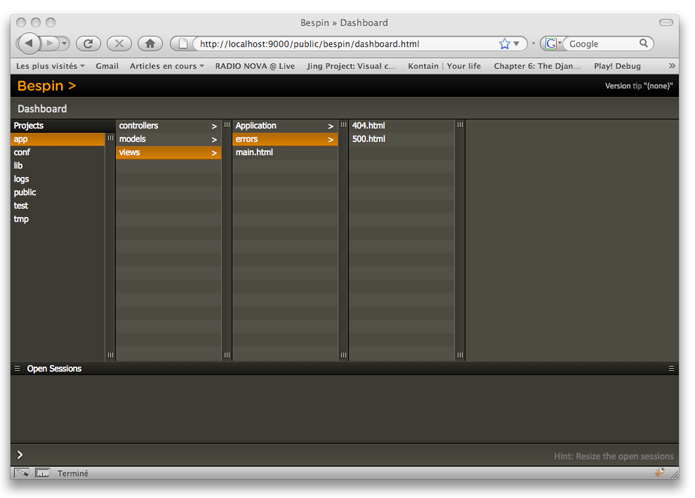 Bespin » Dashboard
http://localhost:9000/public/bespin/dashboard.html
Google
Les plus visités
Gmail
Articles en cours
RADIO NOVA @ Live
Jing Project: Visual c...
Kontain | Your life
Chapter 6: The Djan...
Play! Debug
»
Bespin >
Version tip "(none)"
Dashboard
Projects
app
conf
lib
logs
public
test
tmp
controllers >
models >
views >
Application >
errors >
main.html
404.html
500.html
Open Sessions
>
Hint: Resize the open sessions
Terminé